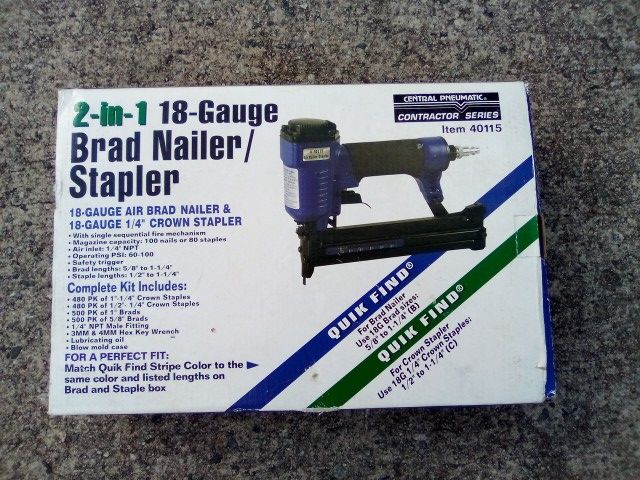 2-in-1 18-Gauge
Brad Nailer/
Stapler
18-GAUGE AIR BRAD NAILER &
18-GAUGE 1/4" CROWN STAPLER
• With single sequential fire mechanism
• Magazine capacity: 100 nails or 80 staples
• Air inlet: 1/4" NPT
• Operating PSI: 60-100
• Safety trigger
• Brad lengths: 5/8" to 1-1/4"
• Staple lengths: 1/2" to 1-1/4"
Complete Kit Includes:
• 480 PK of 1"-1/4" Crown Staples
• 480 PK of 1/2"- 1/4" Crown Staples
• 500 PK of 1" Brads
• 500 PK of 5/8" Brads
• 1/4" NPT Male Fitting
• 3MM & 4MM Hex Key Wrench
• Lubricating oil
• Blow mold case
FOR A PERFECT FIT:
Match Quik Find Stripe Color to the
same color and listed lengths on
Brad and Staple box
CENTRAL PNEUMATIC®
CONTRACTOR SERIES
Item 40115
QUIK FIND®
For Brad Nailer
Use 18G Brad sizes:
5/8" to 1-1/4" (B)
QUIK FIND®
For Crown Stapler
Use 18G 1/4" Crown Staples:
1/2" to 1-1/4" (C)